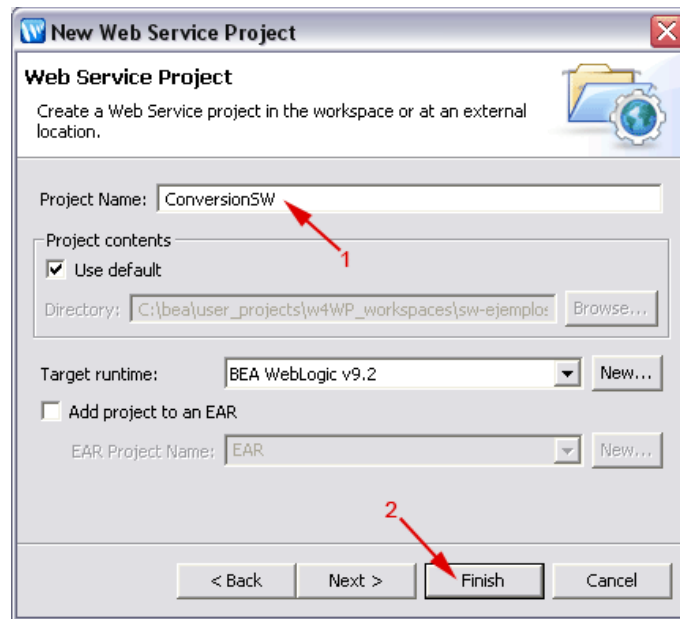 New Web Service Project
Web Service Project
Create a Web Service project in the workspace or at an external
location.
Project Name: ConversionSW
1
Project contents
Use default
Directory: C:\bea\user_projects\w4WP_workspaces\sw-ejemplos Browse...
Target runtime: BEA WebLogic v9.2 New...
Add project to an EAR
EAR Project Name: EAR New...
2
< Back Next > Finish Cancel